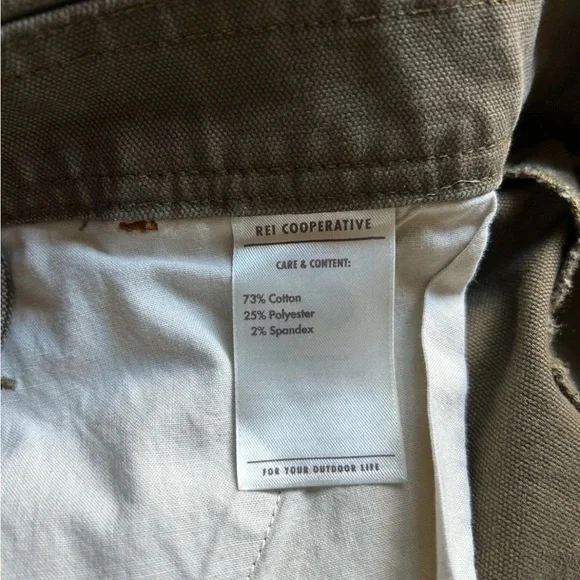 REI COOPERATIVE
CARE & CONTENT:
73% Cotton
25% Polyester
2% Spandex
FOR YOUR OUTDOOR LIFE